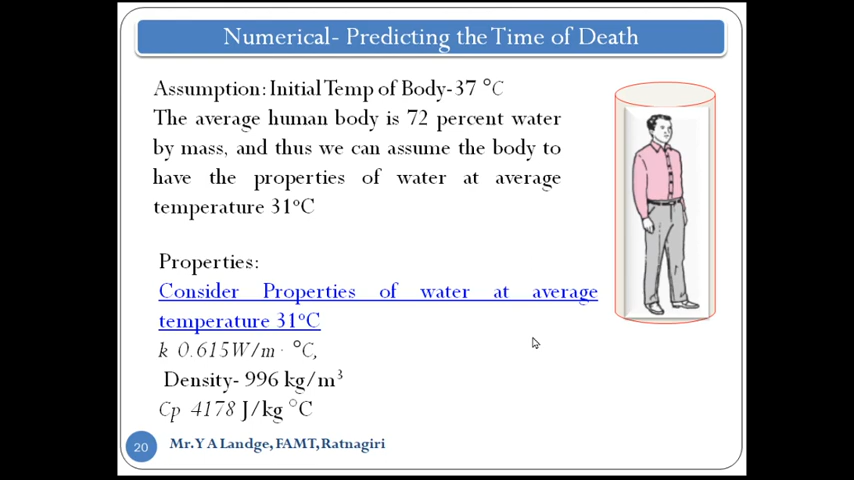 Numerical- Predicting the Time of Death
Assumption: Initial Temp of Body-37 °C
The average human body is 72 percent water
by mass, and thus we can assume the body to
have the properties of water at average
temperature 31°C
Properties:
Consider Properties of water at average
temperature 31°C
k 0.615W/m · °C,
Density- 996 kg/m³
Cp 4178 J/kg °C
20
Mr. Y A Landge, FAMT, Ratnagiri